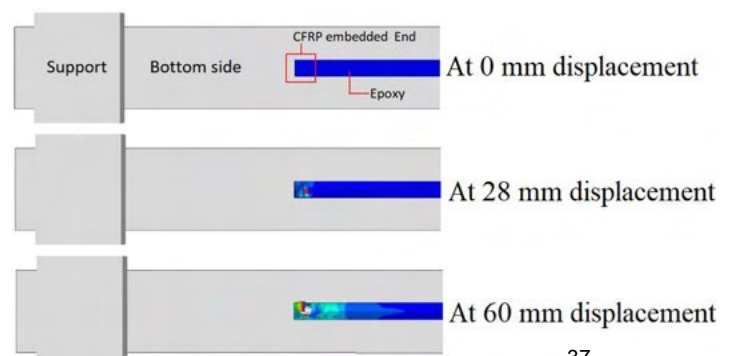 CFRP embedded End
Support
Bottom side
At 0 mm displacement
Epoxy
At 28 mm displacement
At 60 mm displacement